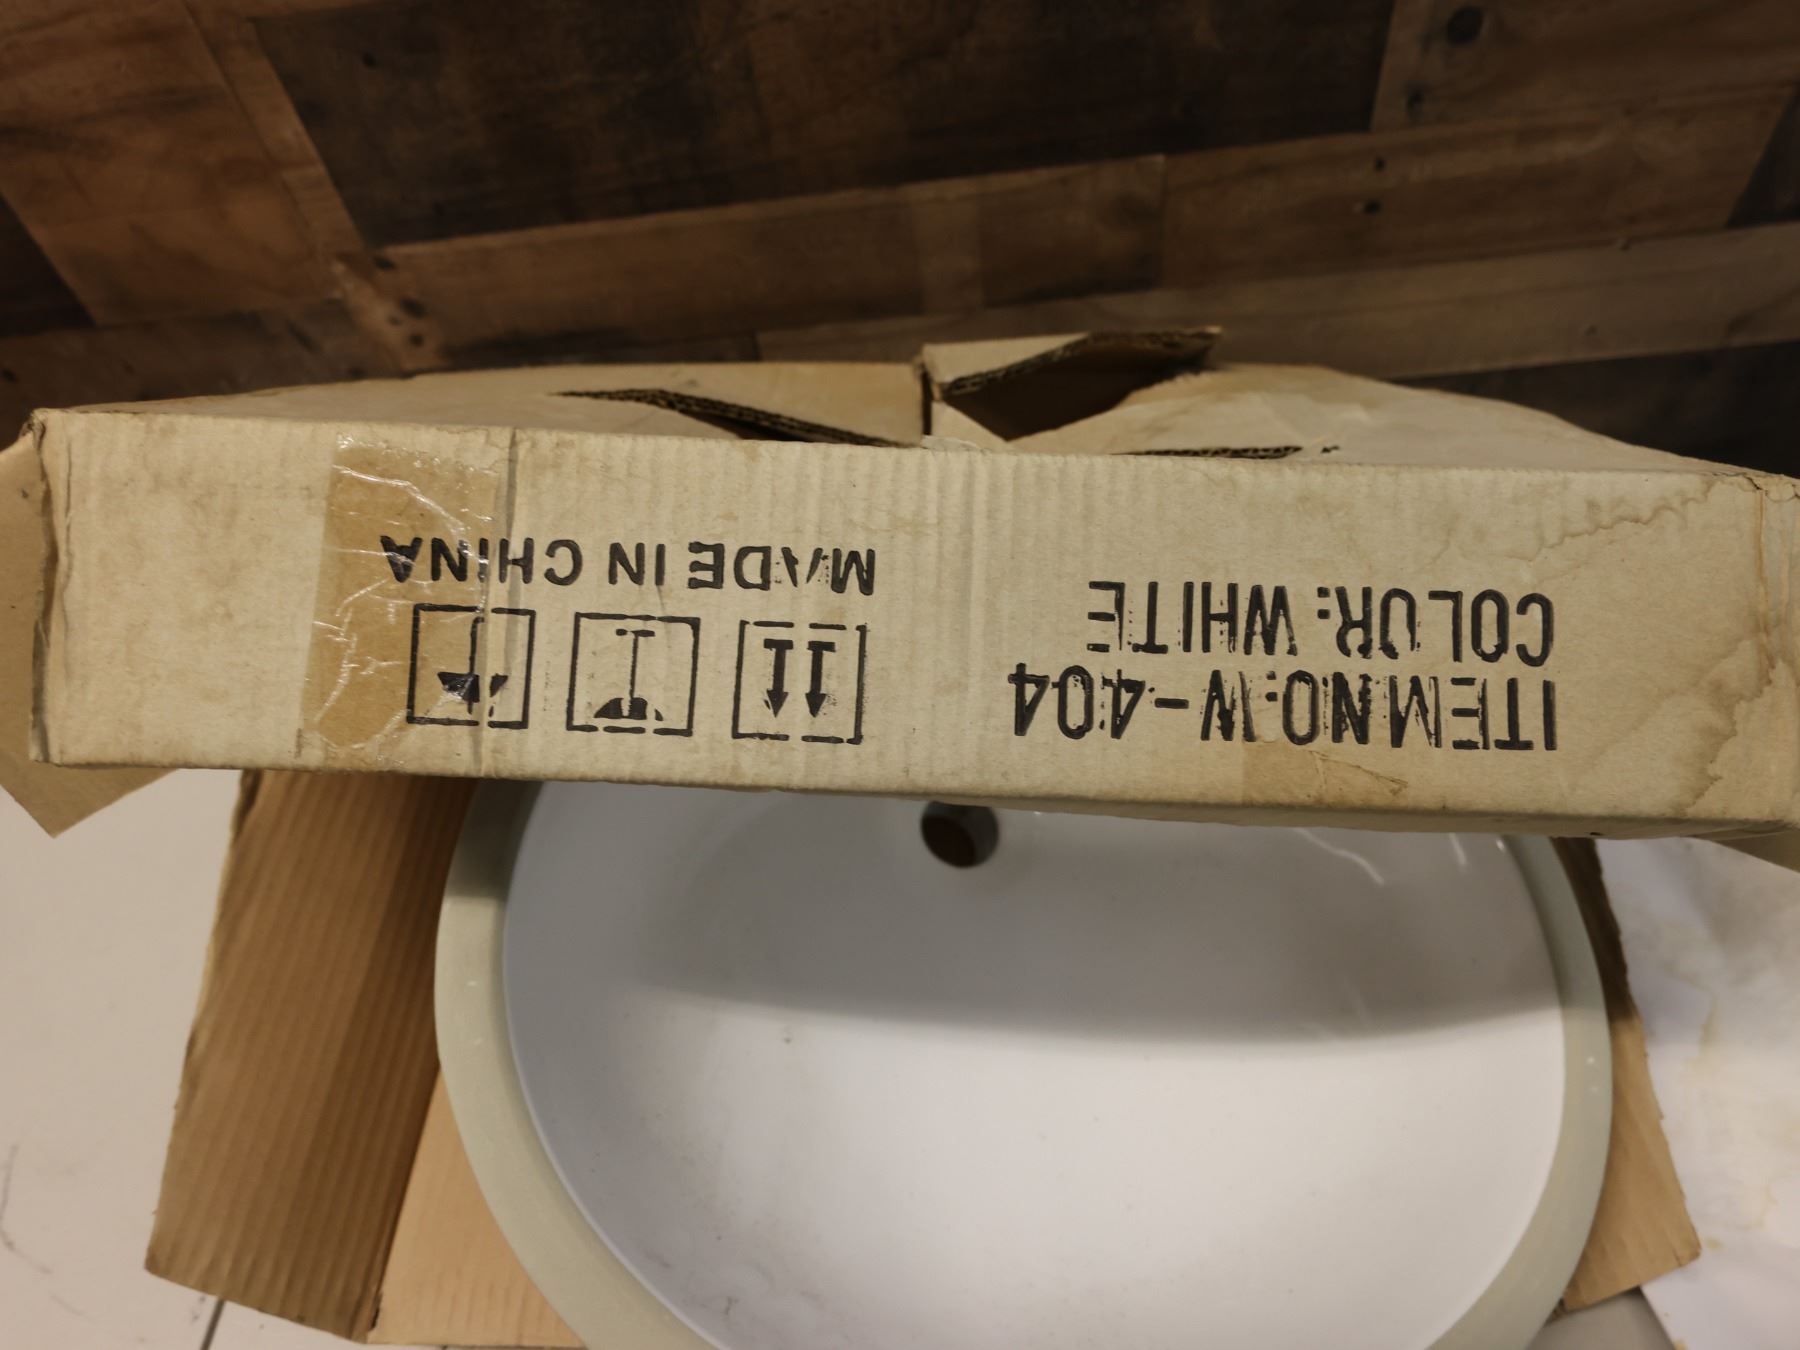 ITEM NO: W-404
COLOR: WHITE
MADE IN CHINA